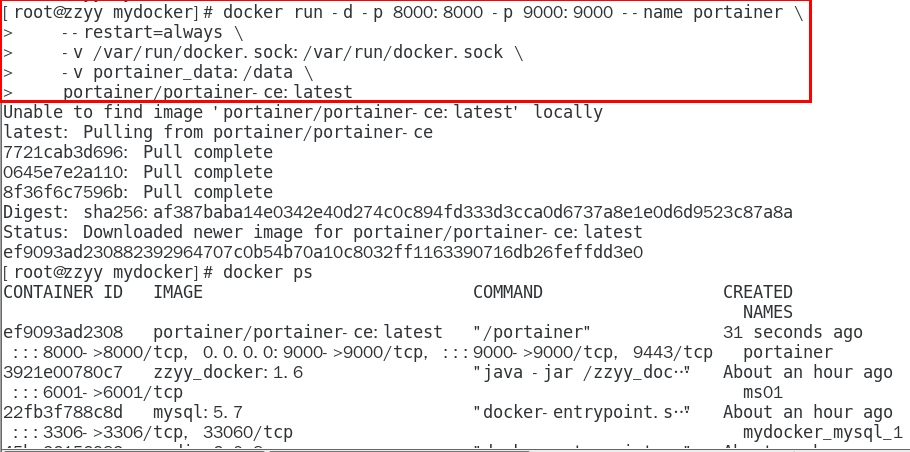 [root@zzyy mydocker]# docker run -d -p 8000:8000 -p 9000:9000 --name portainer \
>     --restart=always \
>     -v /var/run/docker.sock:/var/run/docker.sock \
>     -v portainer_data:/data \
>     portainer/portainer-ce:latest
Unable to find image 'portainer/portainer-ce:latest' locally
latest: Pulling from portainer/portainer-ce
7721cab3d696: Pull complete
0645e7e2a110: Pull complete
8f36f6c7596b: Pull complete
Digest: sha256:af387baba14e0342e40d274c0c894fd333d3cca0d6737a8e1e0d6d9523c87a8a
Status: Downloaded newer image for portainer/portainer-ce:latest
ef9093ad230882392964707c0b54b70a10c8032ff1163390716db26feffdd3e0
[root@zzyy mydocker]# docker ps
CONTAINER ID   IMAGE                           COMMAND                  CREATED
NAMES
ef9093ad2308   portainer/portainer-ce:latest   "/portainer"             31 seconds ago
:::8000->8000/tcp, 0.0.0.0:9000->9000/tcp, :::9000->9000/tcp, 9443/tcp   portainer
3921e00780c7   zzyy_docker:1.6                 "java -jar /zzyy_doc…"   About an hour ago
:::6001->6001/tcp                                                        ms01
22fb3f788c8d   mysql:5.7                       "docker-entrypoint.s…"   About an hour ago
:::3306->3306/tcp, 33060/tcp                                             mydocker_mysql_1